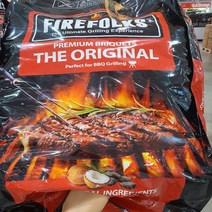 FIREFOLKS
Ultimate Grilling Experience
PREMIUM BRIQUETS
THE ORIGINAL
Perfect for BBQ Grilling
INGREDIENTS